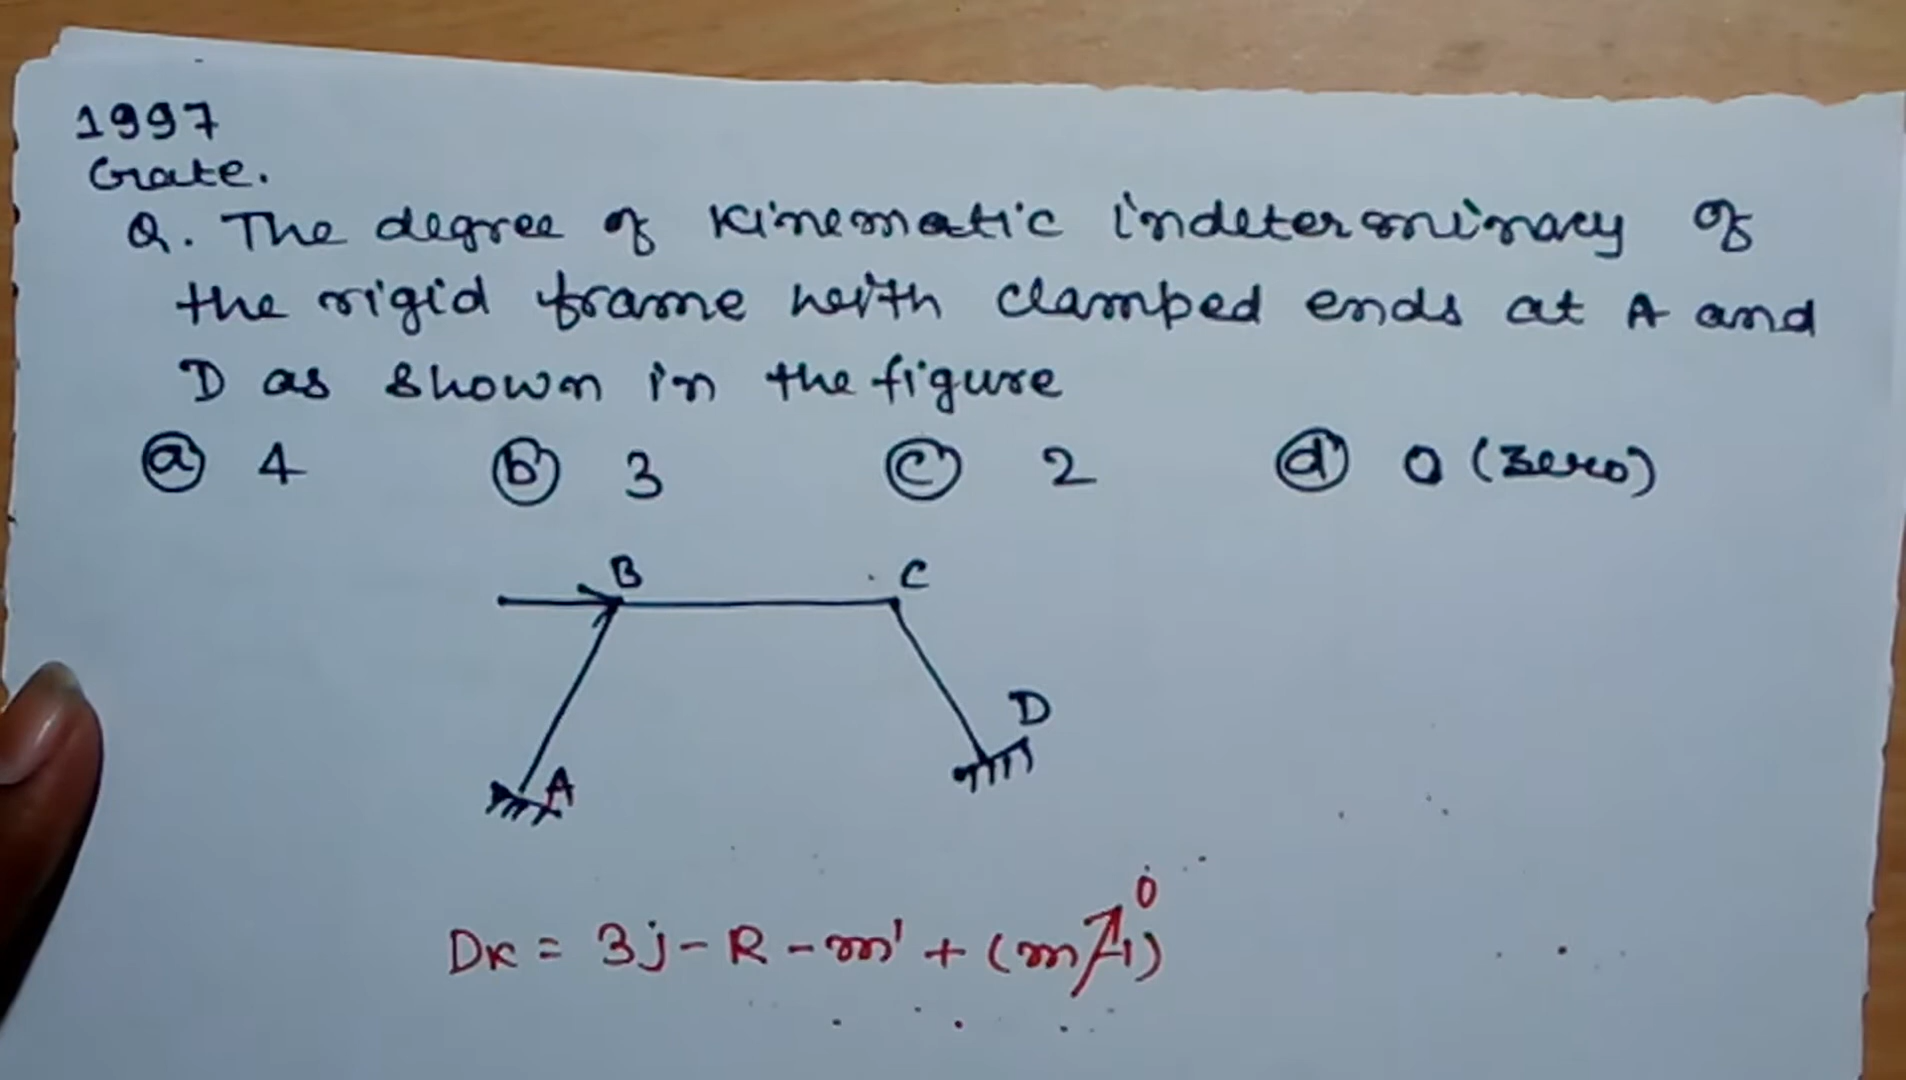 1997
Gate.
Q. The degree of Kinematic indeterminacy of
the rigid frame with clamped ends at A and
D as shown in the figure
ⓐ 4 ⓑ 3 ⓒ 2 ⓓ 0 (Zero)
B C
D
A
0
Dk = 3j - R - m' + (m-1)